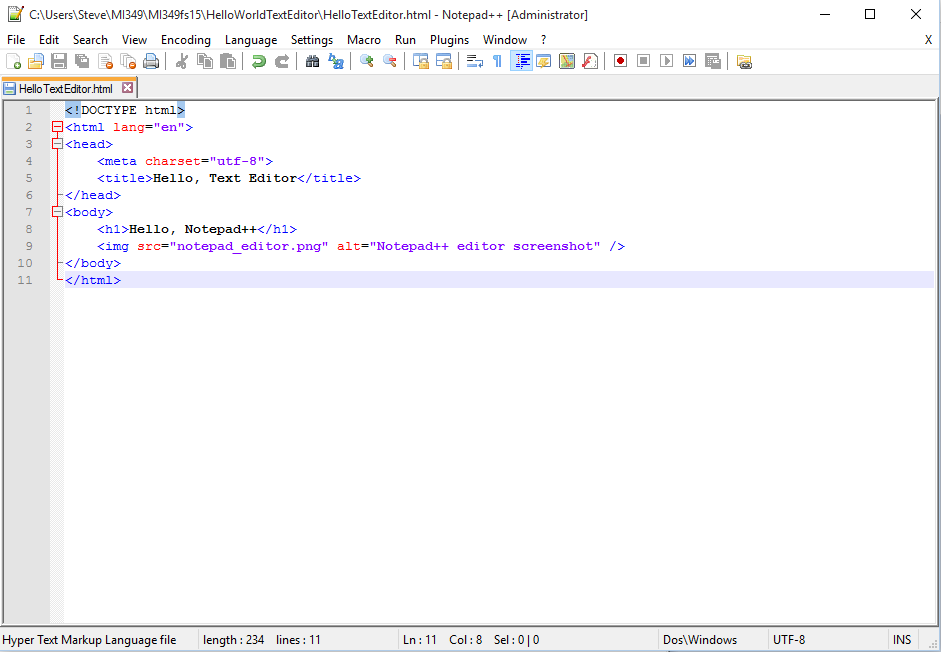 C:\Users\Steve\MI349\MI349fs15\HelloWorldTextEditor\HelloTextEditor.html - Notepad++ [Administrator]
File Edit Search View Encoding Language Settings Macro Run Plugins Window ? X
HelloTextEditor.html
1 <!DOCTYPE html>
2 <html lang="en">
3 <head>
4 <meta charset="utf-8">
5 <title>Hello, Text Editor</title>
6 </head>
7 <body>
8 <h1>Hello, Notepad++</h1>
9 <img src="notepad_editor.png" alt="Notepad++ editor screenshot" />
10 </body>
11 </html>
Hyper Text Markup Language file length : 234 lines : 11 Ln : 11 Col : 8 Sel : 0 | 0 Dos\Windows UTF-8 INS